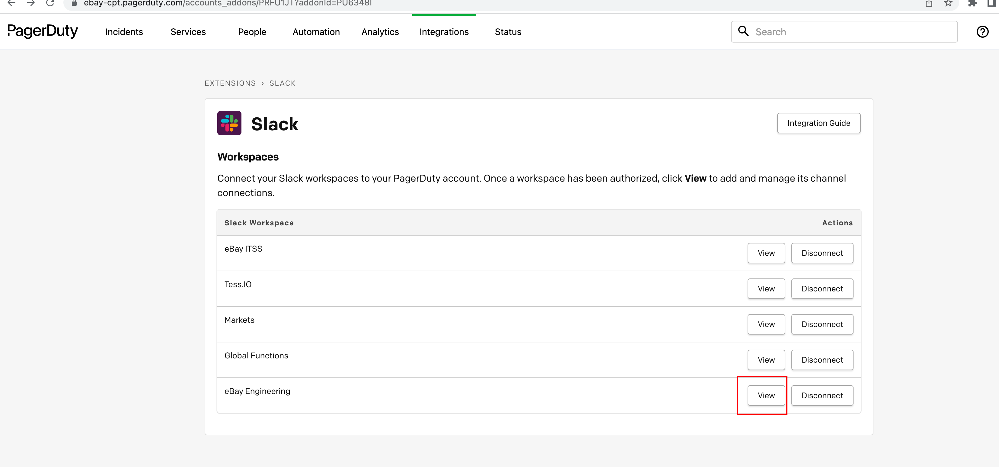 ebay-cpt.pagerduty.com/accounts_addons/PRFU1JT?addonId=PU6348I
PagerDuty Incidents Services People Automation Analytics Integrations Status Search
EXTENSIONS › SLACK
Slack Integration Guide
Workspaces
Connect your Slack workspaces to your PagerDuty account. Once a workspace has been authorized, click View to add and manage its channel
connections.
Slack Workspace Actions
eBay ITSS View Disconnect
Tess.IO View Disconnect
Markets View Disconnect
Global Functions View Disconnect
eBay Engineering View Disconnect